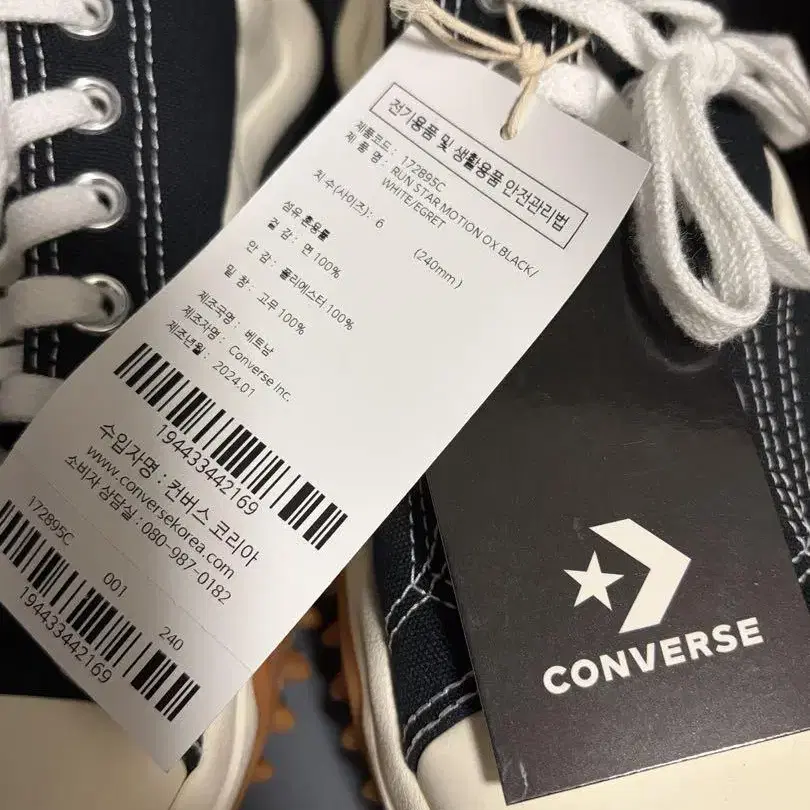 전기용품 및 생활용품 안전관리법
제품코드 : 172895C
제 품 명 : RUN STAR MOTION OX BLACK/
WHITE/EGRET
치 수(사이즈) : 6 (240mm)
섬유 혼용률
겉 감 : 면 100%
안 감 : 폴리에스터 100%
밑 창 : 고무 100%
제조국명 : 베트남
제조자명 : Converse Inc.
제조년월 : 2024.01
194433442169
수입자명 : 컨버스 코리아
www.conversekorea.com
소비자 상담실 : 080-987-0182
172895C 001 240
194433442169
CONVERSE